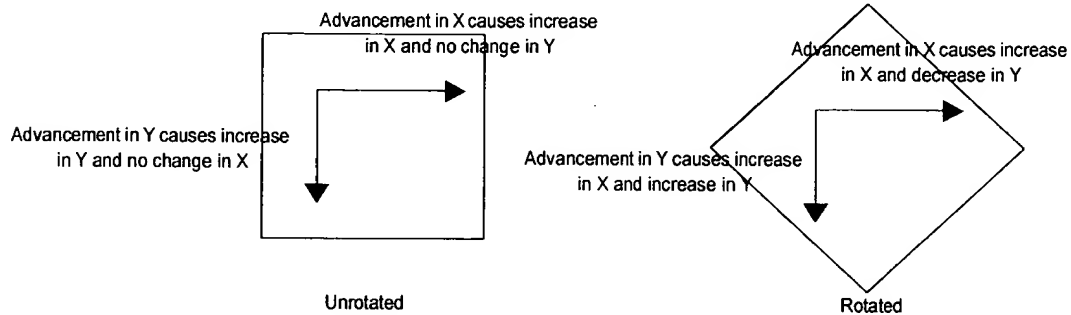 Advancement in X causes increase
in X and no change in Y
Advancement in Y causes increase
in Y and no change in X
Unrotated
Advancement in X causes increase
in X and decrease in Y
Advancement in Y causes increase
in X and increase in Y
Rotated